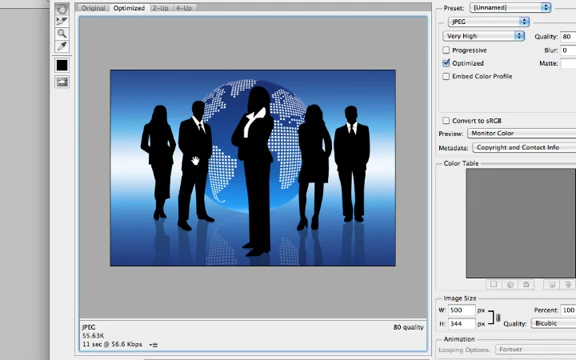 Original Optimized 2-Up 4-Up
Preset: [Unnamed]
JPEG
Very High Quality: 80
Progressive Blur: 0
Optimized Matte:
Embed Color Profile
Convert to sRGB
Preview: Monitor Color
Metadata: Copyright and Contact Info
Color Table
Image Size
W: 500 px Percent: 100
H: 344 px Quality: Bicubic
Animation
Looping Options: Forever
JPEG 80 quality
55.63K
11 sec @ 56.6 Kbps